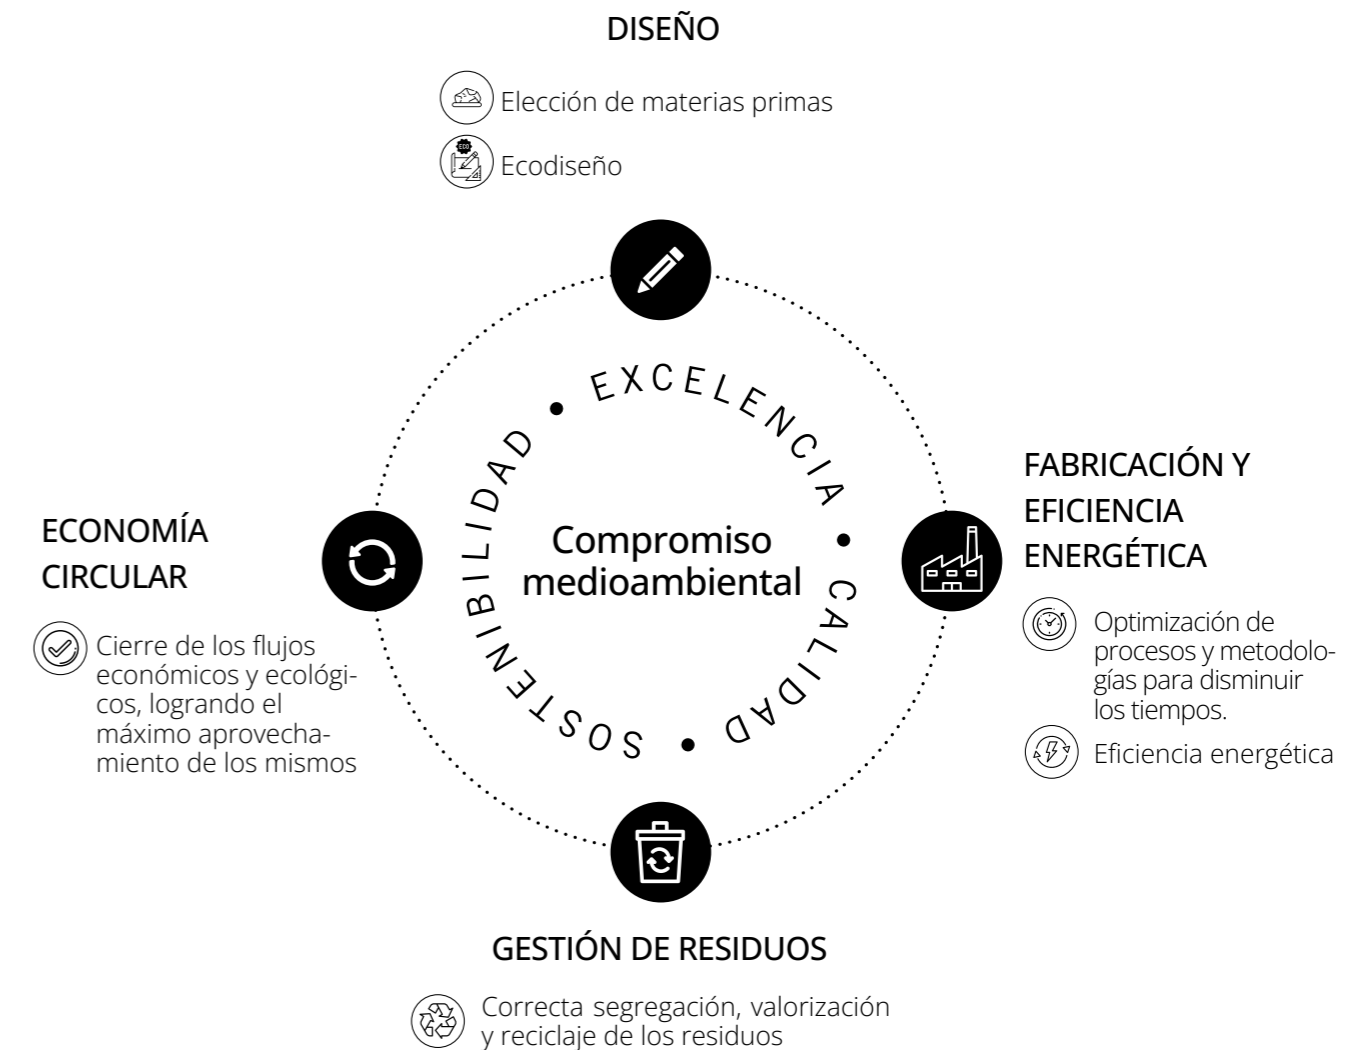 DISEÑO
Elección de materias primas
ECO
Ecodiseño
EXCELENCIA • CALIDAD • SOSTENIBILIDAD •
Compromiso
medioambiental
FABRICACIÓN Y
EFICIENCIA
ENERGÉTICA
Optimización de
procesos y metodolo-
gías para disminuir
los tiempos.
Eficiencia energética
GESTIÓN DE RESIDUOS
Correcta segregación, valorización
y reciclaje de los residuos
ECONOMÍA
CIRCULAR
Cierre de los flujos
económicos y ecológi-
cos, logrando el
máximo aprovecha-
miento de los mismos